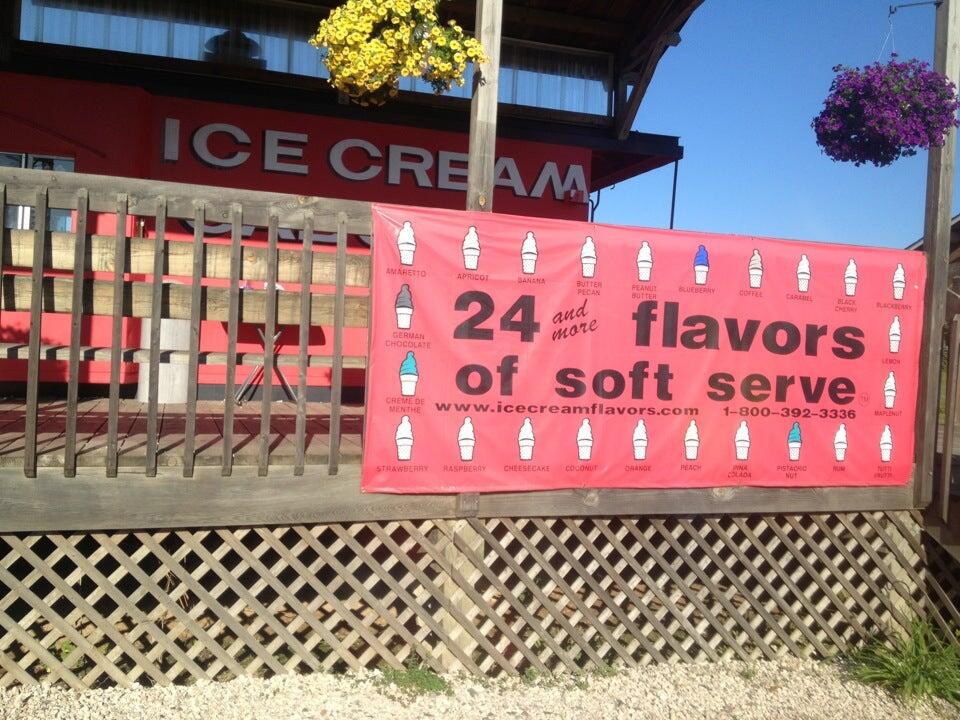 ICE CREAM
AMARETTO APRICOT BANANA BUTTER PECAN PEANUT BUTTER BLUEBERRY COFFEE CARAMEL BLACK CHERRY BLACKBERRY
24 and more flavors
GERMAN CHOCOLATE LEMON
of soft serve
CREME DE MENTHE MAPLENUT
www.icecreamflavors.com 1-800-392-3336
TM
STRAWBERRY RASPBERRY CHEESECAKE COCONUT ORANGE PEACH PINA COLADA PISTACHIO NUT RUM TUTTI FRUTTI